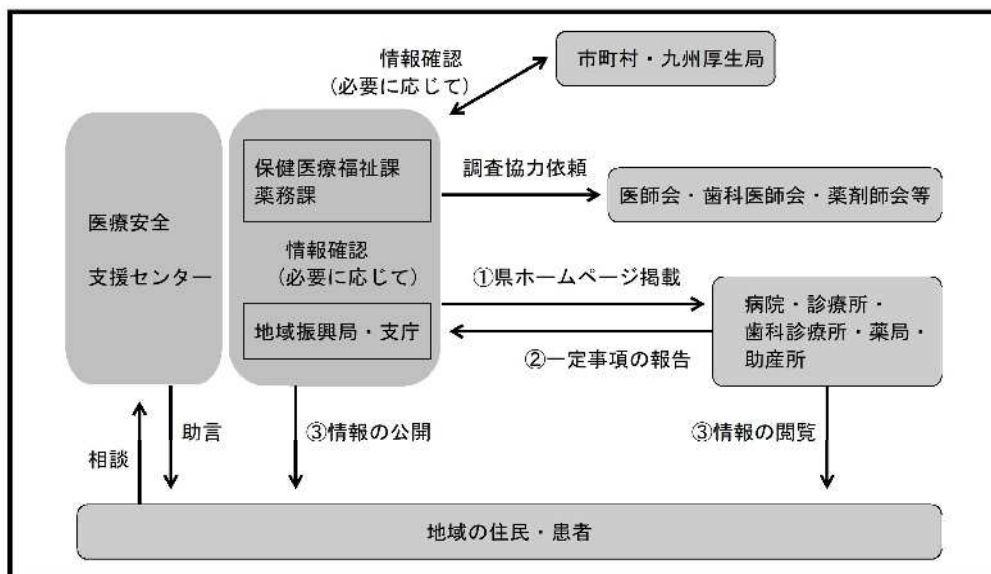 情報確認
(必要に応じて)
市町村・九州厚生局
保健医療福祉課
薬務課
調査協力依頼
医師会・歯科医師会・薬剤師会等
医療安全
支援センター
情報確認
(必要に応じて)
①県ホームページ掲載
地域振興局・支庁
②一定事項の報告
病院・診療所・
歯科診療所・薬局・
助産所
相談
助言
③情報の公開
③情報の閲覧
地域の住民・患者